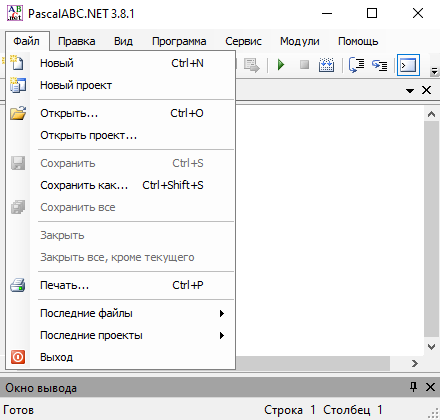 PascalABC.NET 3.8.1
Файл Правка Вид Программа Сервис Модули Помощь
Новый Ctrl+N
Новый проект
Открыть... Ctrl+O
Открыть проект...
Сохранить Ctrl+S
Сохранить как... Ctrl+Shift+S
Сохранить все
Закрыть
Закрыть все, кроме текущего
Печать... Ctrl+P
Последние файлы
Последние проекты
Выход
Окно вывода
Готов Строка 1 Столбец 1